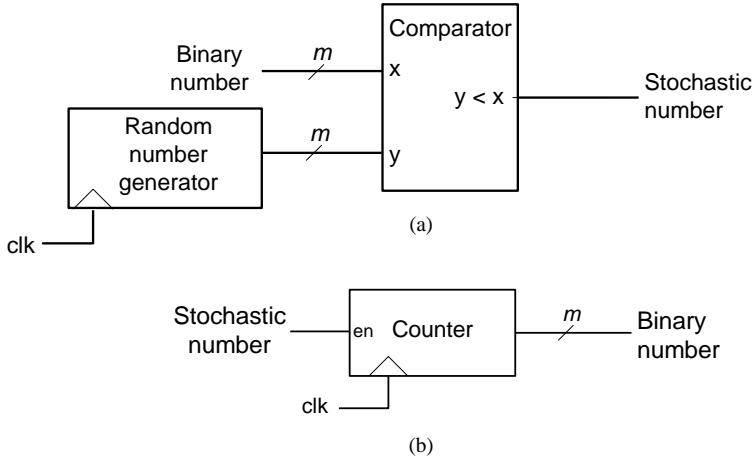 Comparator
Binary
number
m
x
Stochastic
number
y < x
Random
number
generator
m
y
clk
(a)
Stochastic
number
en
Counter
m
Binary
number
clk
(b)